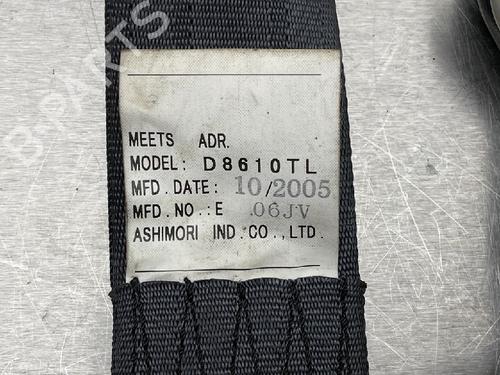 B-PARTS
MEETS ADR.
MODEL: D8610TL
MFD. DATE: 10/2005
MFD. NO.:E .06JV
ASHIMORI IND.CO.,LTD.